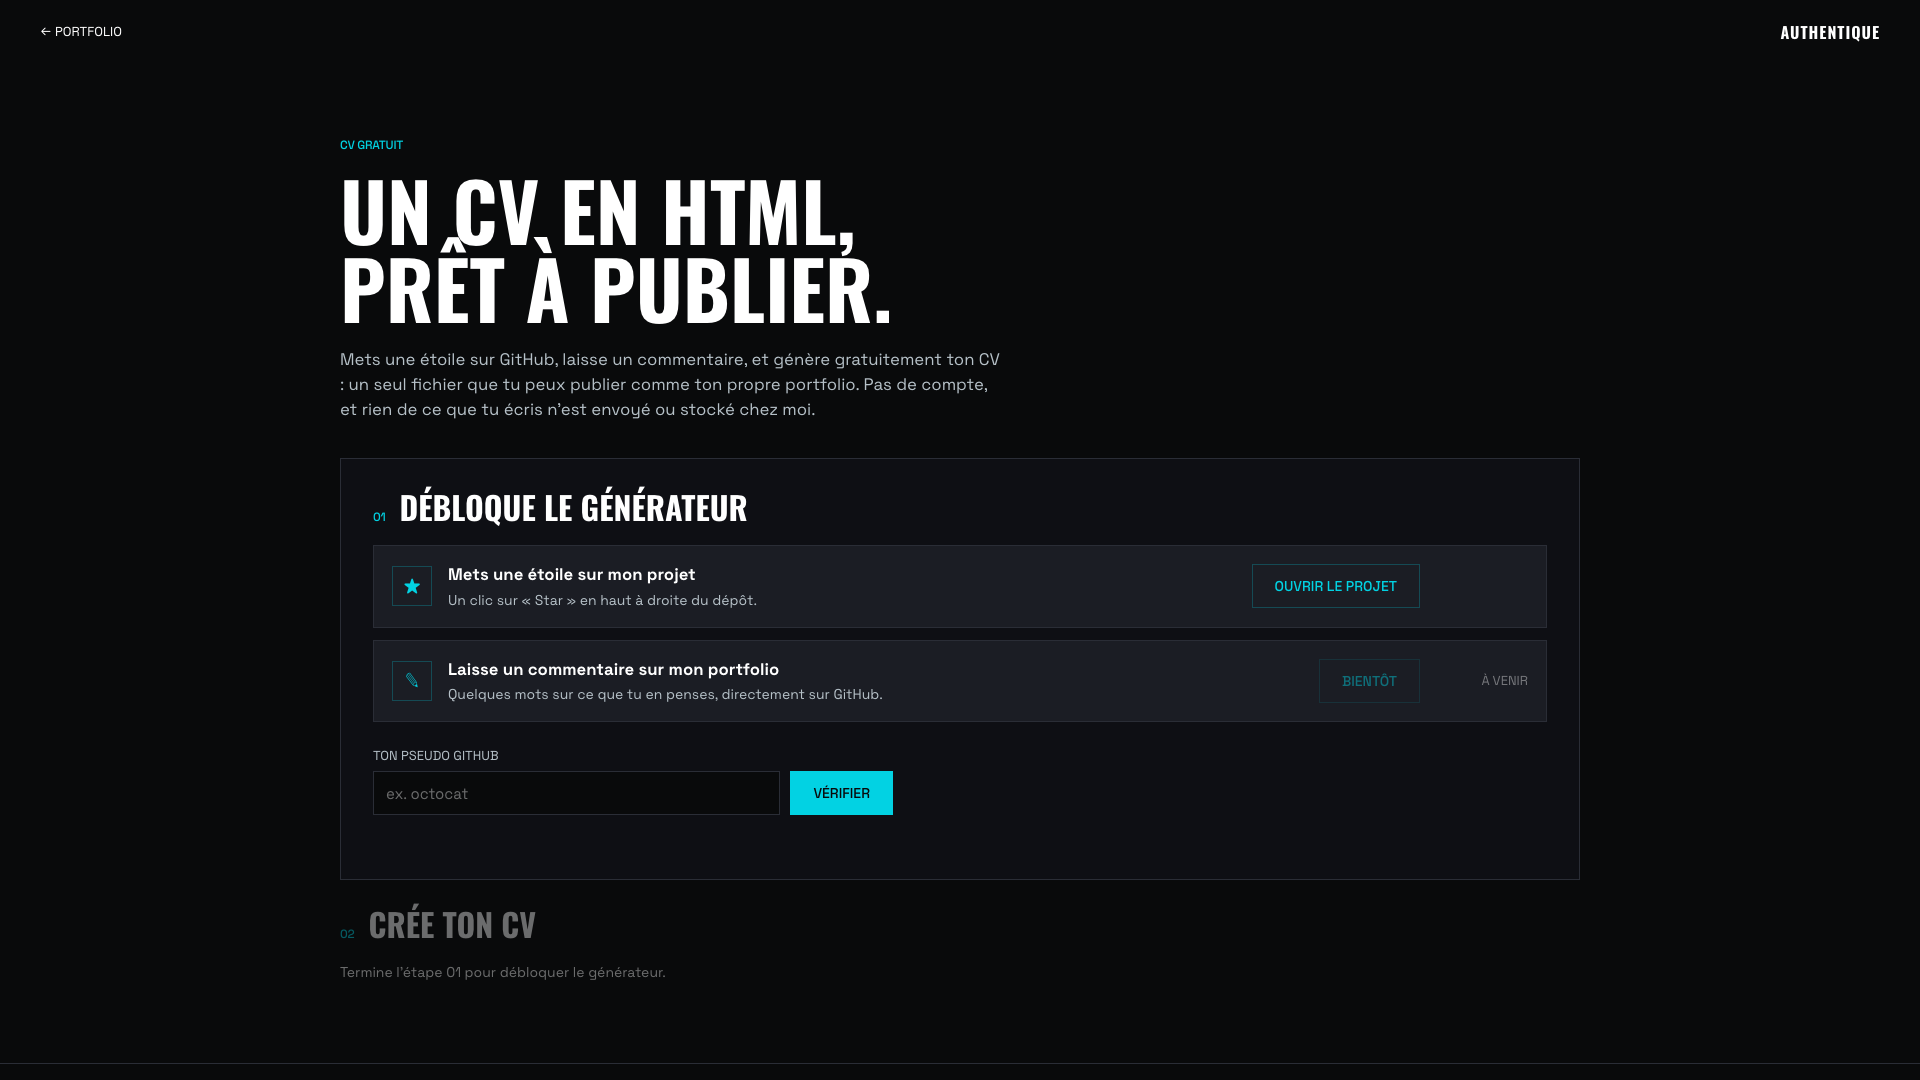 ← PORTFOLIO
AUTHENTIQUE
CV GRATUIT
UN CV EN HTML,
PRÊT À PUBLIER.
Mets une étoile sur GitHub, laisse un commentaire, et génère gratuitement ton CV
: un seul fichier que tu peux publier comme ton propre portfolio. Pas de compte,
et rien de ce que tu écris n’est envoyé ou stocké chez moi.
01 DÉBLOQUE LE GÉNÉRATEUR
Mets une étoile sur mon projet
Un clic sur « Star » en haut à droite du dépôt.
OUVRIR LE PROJET
Laisse un commentaire sur mon portfolio
Quelques mots sur ce que tu en penses, directement sur GitHub.
BIENTÔT
À VENIR
TON PSEUDO GITHUB
ex. octocat
VÉRIFIER
02 CRÉE TON CV
Termine l’étape 01 pour débloquer le générateur.